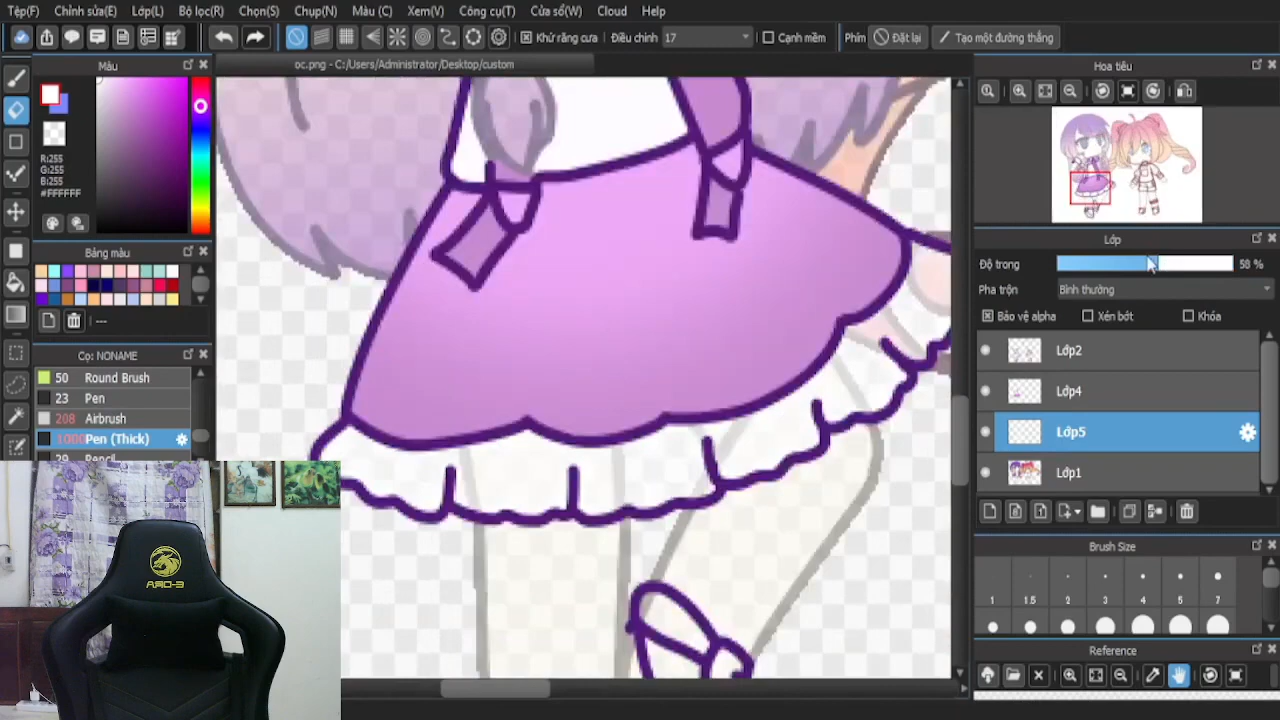 Tệp(F) Chỉnh sửa(E) Lớp(L) Bộ lọc(R) Chọn(S) Chụp(N) Màu (C) Xem(V) Công cụ(T) Cửa sổ(W) Cloud Help
Khử răng cưa Điều chỉnh 17 Cạnh mềm Phím Đặt lại Tạo một đường thẳng
oc.png - C:/Users/Administrator/Desktop/custom
Màu
R:255
G:255
B:255
#FFFFFF
Bảng màu
---
Cọ: NONAME
50 Round Brush
23 Pen
208 Airbrush
1000 Pen (Thick)
29 Pencil
Hoa tiêu
Lớp
Độ trong 58 %
Pha trộn Bình thường
Bảo vệ alpha Xén bớt Khóa
Lớp2
Lớp4
Lớp5
Lớp1
Brush Size
1 1.5 2 3 4 5 7
Reference